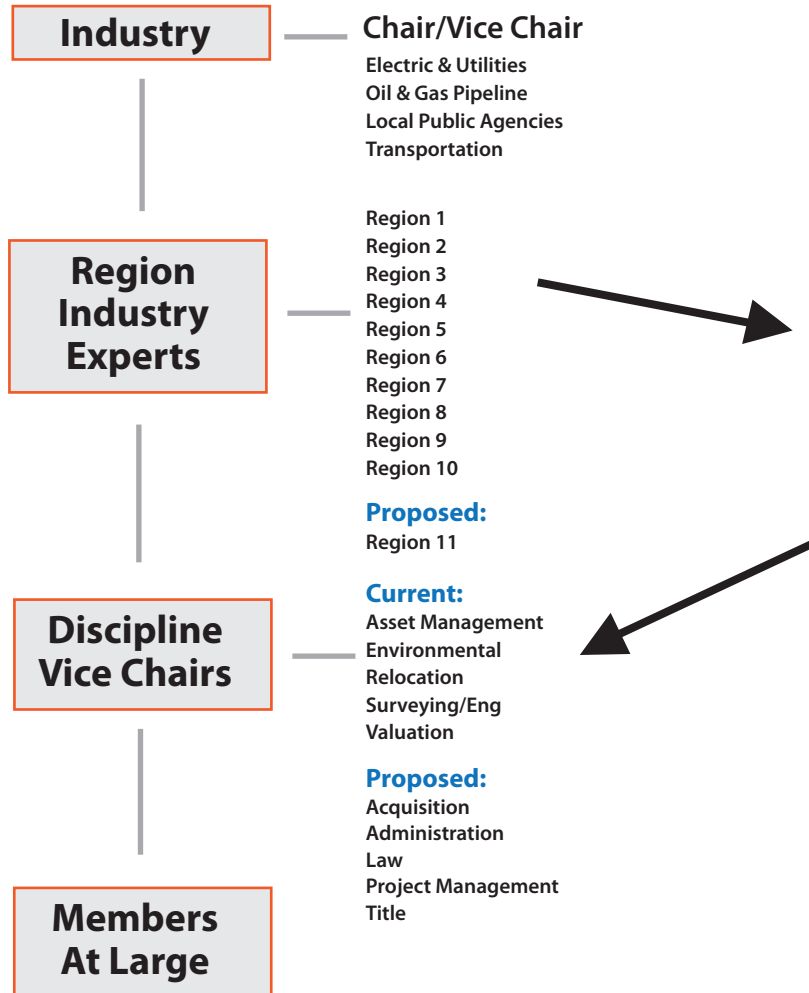 Industry
Chair/Vice Chair
Electric & Utilities
Oil & Gas Pipeline
Local Public Agencies
Transportation
Region
Industry
Experts
Region 1
Region 2
Region 3
Region 4
Region 5
Region 6
Region 7
Region 8
Region 9
Region 10
Proposed:
Region 11
Discipline
Vice Chairs
Current:
Asset Management
Environmental
Relocation
Surveying/Eng
Valuation
Proposed:
Acquisition
Administration
Law
Project Management
Title
Members
At Large